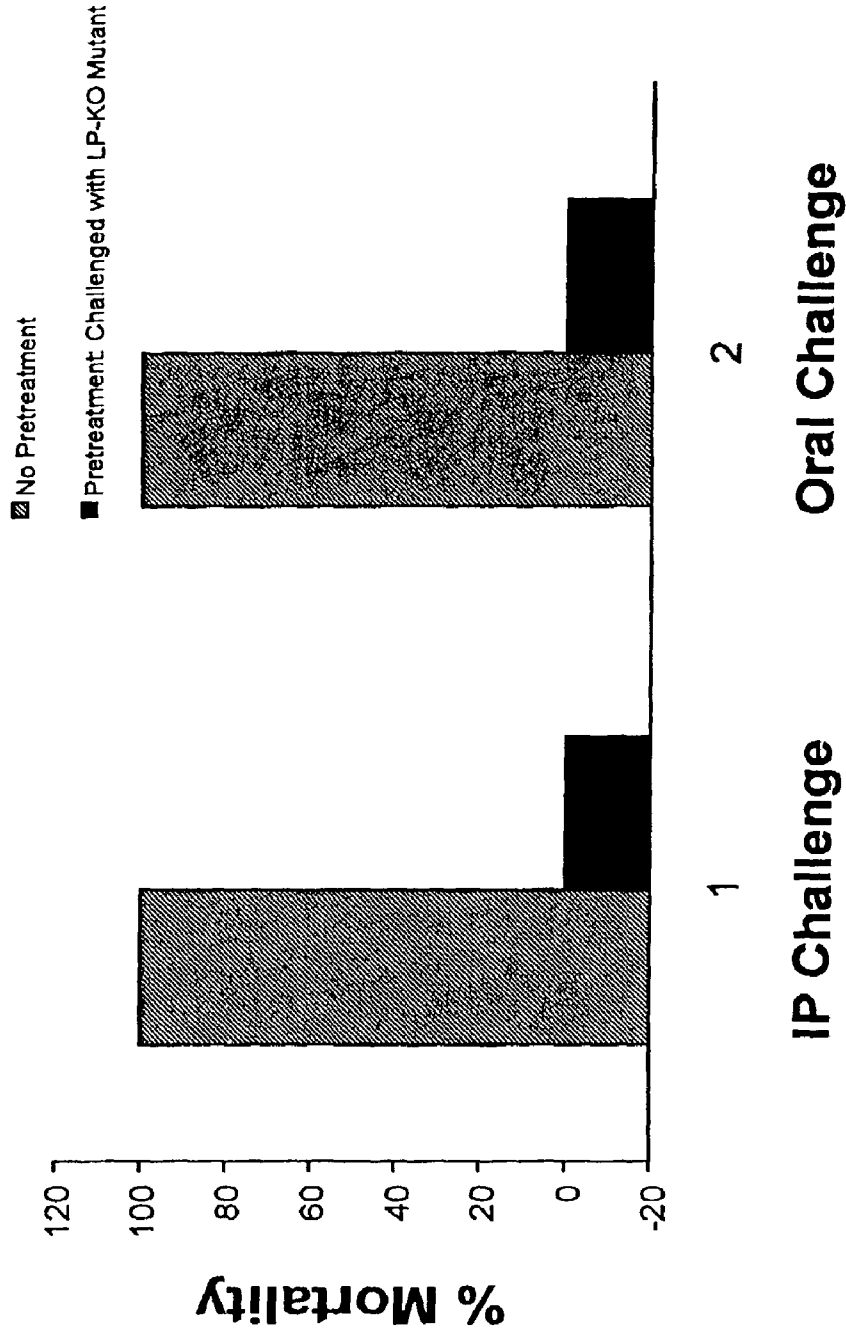 No Pretreatment
Pretreatment: Challenged with LP-KO Mutant
% Mortality
120
100
80
60
40
20
0
-20
1
2
IP Challenge
Oral Challenge